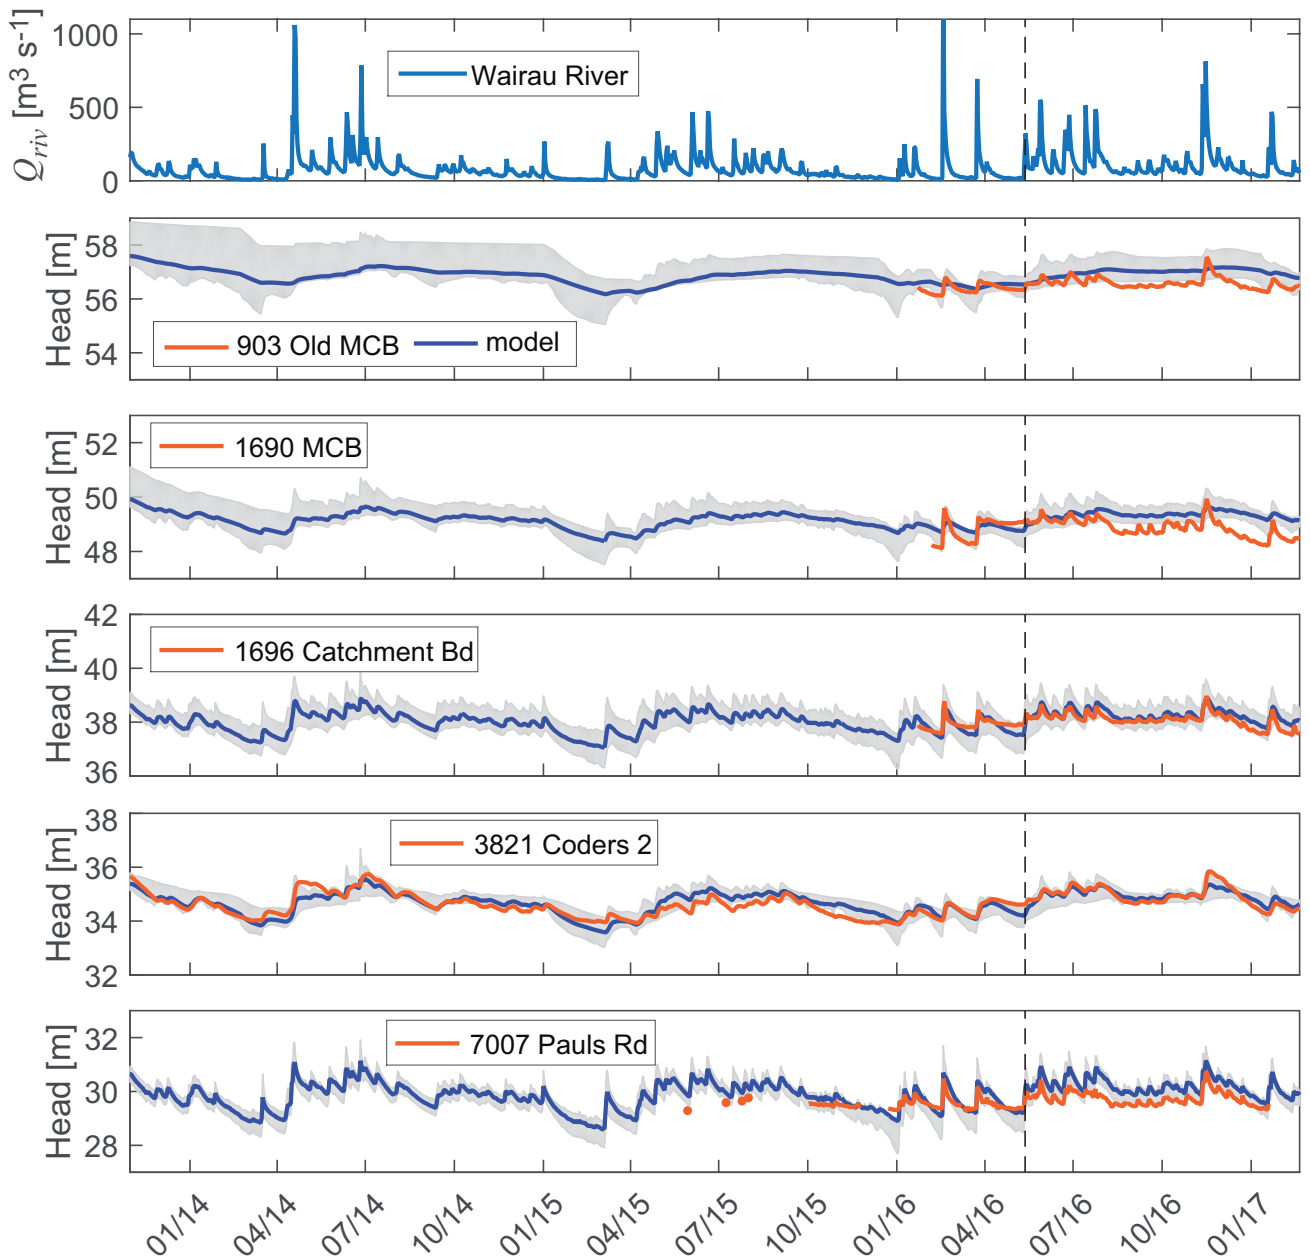 Q_riv [m³ s⁻¹]
1000
500
0
Wairau River
Head [m]
58
56
54
903 Old MCB
model
Head [m]
52
50
48
1690 MCB
Head [m]
42
40
38
36
1696 Catchment Bd
Head [m]
38
36
34
32
3821 Coders 2
Head [m]
32
30
28
7007 Pauls Rd
01/14 04/14 07/14 10/14 01/15 04/15 07/15 10/15 01/16 04/16 07/16 10/16 01/17